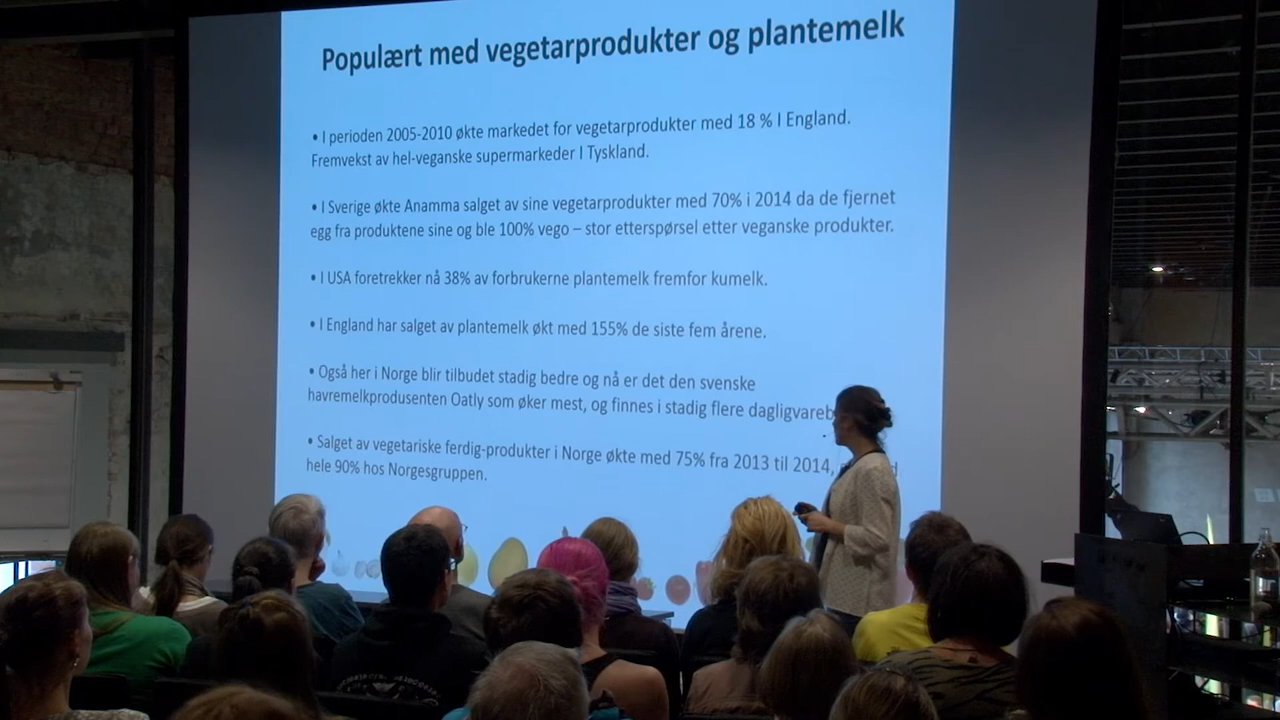 Populært med vegetarprodukter og plantemelk
• I perioden 2005-2010 økte markedet for vegetarprodukter med 18 % I England.
Fremvekst av hel-veganske supermarkeder I Tyskland.
• I Sverige økte Anamma salget av sine vegetarprodukter med 70% i 2014 da de fjernet
egg fra produktene sine og ble 100% vego – stor etterspørsel etter veganske produkter.
• I USA foretrekker nå 38% av forbrukerne plantemelk fremfor kumelk.
• I England har salget av plantemelk økt med 155% de siste fem årene.
• Også her i Norge blir tilbudet stadig bedre og nå er det den svenske
havremelkprodusenten Oatly som øker mest, og finnes i stadig flere
• Salget av vegetariske ferdig-produkter i Norge økte med 75% fra 2013 til 2014,
hele 90% hos Norgesgruppen.